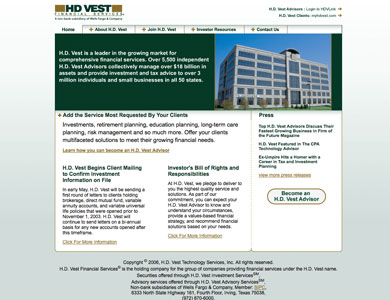 HD VEST
FINANCIAL SERVICES
A non-bank subsidiary of Wells Fargo & Company
H.D. Vest Advisors : Login to HDVLink
H.D. Vest Clients: myhdvest.com
Home
About H.D. Vest
Join H.D. Vest
Investor Resources
Contact Us
H.D. Vest is a leader in the growing market for
comprehensive financial services. Over 5,500 independent
H.D. Vest Advisors collectively manage over $18 billion in
assets and provide investment and tax advice to over 3
million individuals and small businesses in all 50 states.
Add the Service Most Requested By Your Clients
Investments, retirement planning, education planning, long-term care
planning, risk management and so much more. Offer your clients
multifaceted solutions to meet their growing financial needs.
Learn how you can become an H.D. Vest Advisor
H.D. Vest Begins Client Mailing
to Confirm Investment
Information on File
In early May, H.D. Vest will be sending a
first round of letters to clients holding
brokerage, direct mutual fund, variable
annuity accounts, and variable universal
life policies that were opened prior to
November 1, 2003. H.D. Vest will
continue to send letters on a bi-annual
basis for any new accounts opened after
this timeframe.
Click For More Information
Investor's Bill of Rights and
Responsibilities
At H.D. Vest, we pledge to deliver to
you the highest quality service and
solutions. As part of our
commitment, you can expect your
H.D. Vest Advisor to know and
understand your circumstances,
provide a values-based financial
strategy, and recommend financial
solutions based on your needs.
Click For More Information
Press
Top H.D. Vest Advisors Discuss Their
Fastest Growing Business in Firm of
the Future Magazine
H.D. Vest Featured in The CPA
Technology Advisor
Ex-Umpire Hits a Homer with a
Career in Tax and Investment
Planning
view more press releases
Become an
H.D. Vest Advisor
Copyright © 2006, H.D. Vest Technology Services, Inc. All rights reserved.
H.D. Vest Financial Services® is the holding company for the group of companies providing financial services under the H.D. Vest name.
Securities offered through H.D. Vest Investment Services℠
Advisory services offered through H.D. Vest Advisory Services℠
Non-bank subsidiaries of Wells Fargo & Company, Member: SIPC,
6333 North State Highway 161, Fourth Floor, Irving, Texas 75038,
(972) 870-6000.